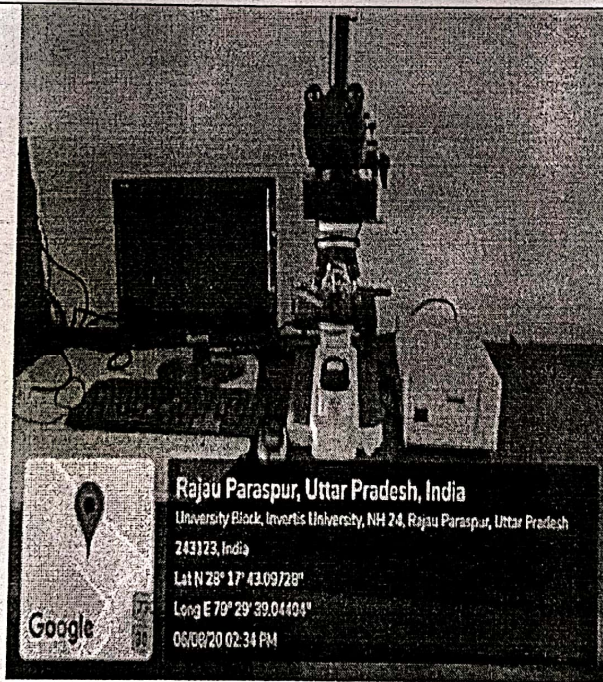 Rajau Paraspur, Uttar Pradesh, India
University Block, Invertis University, NH 24, Rajau Paraspur, Uttar Pradesh
243123, India
Lat N 28° 17' 43.09728"
Long E 79° 29' 39.04404"
06/08/20 02:34 PM
Google